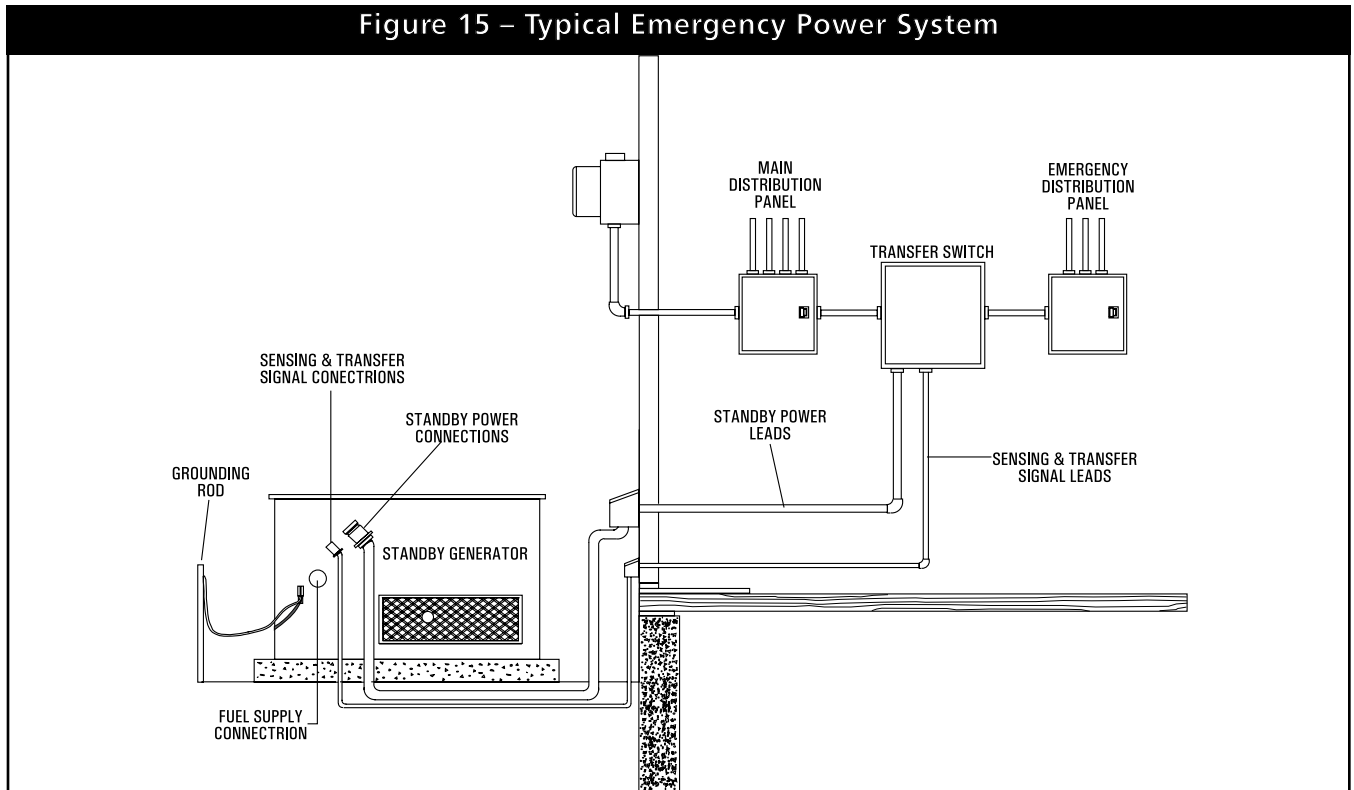 Figure 15 – Typical Emergency Power System
MAIN
DISTRIBUTION
PANEL
EMERGENCY
DISTRIBUTION
PANEL
TRANSFER SWITCH
SENSING & TRANSFER
SIGNAL CONECTRIONS
STANDBY POWER
CONNECTIONS
STANDBY POWER
LEADS
SENSING & TRANSFER
SIGNAL LEADS
GROUNDING
ROD
STANDBY GENERATOR
FUEL SUPPLY
CONNECTRION